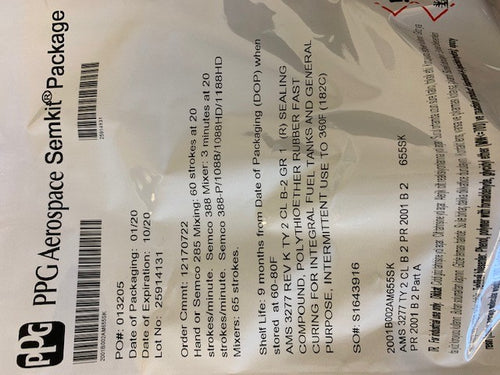 PPG PPG Aerospace Semkit® Package
2001B002AM655SK
25914131
PO#: 013205
Date of Packaging: 01/20
Date of Expiration: 10/20
Lot No: 25914131
Order Cmmt: 12170722
Hand or Semco 285 Mixing: 60 strokes at 20
strokes/minute. Semco 388 Mixer: 3 minutes at 20
strokes/minute. Semco 388-P/1088/1088HD/1188HD
Mixers: 65 strokes.
Shelf Life: 9 months from Date of Packaging (DOP) when
stored at 60-80F
AMS 3277 REV K TY 2 CL B-2 GR 1 (R) SEALING
COMPOUND, POLYTHIOETHER RUBBER FAST
CURING FOR INTEGRAL FUEL TANKS AND GENERAL
PURPOSE, INTERMITTENT USE TO 360F (182C)
SO#: S1643916
2001B002AM655SK
AMS 3277 TY 2 CL B 2 PR 2001 B 2 655SK
PR 2001 B 2 Part A